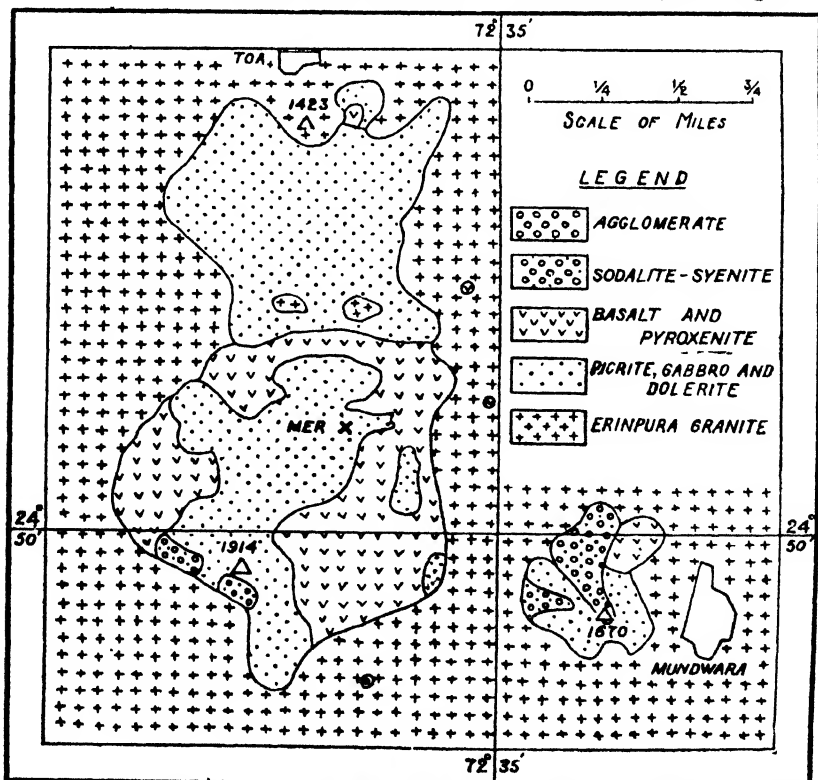 72° 35'
TOA
1423
0 ¼ ½ ¾
SCALE OF MILES
LEGEND
AGGLOMERATE
SODALITE-SYENITE
BASALT AND
PYROXENITE
PICRITE, GABBRO AND
DOLERITE
ERINPURA GRANITE
MER X
24°
50'
24°
50'
1914
1670
MUNDWARA
72° 35'